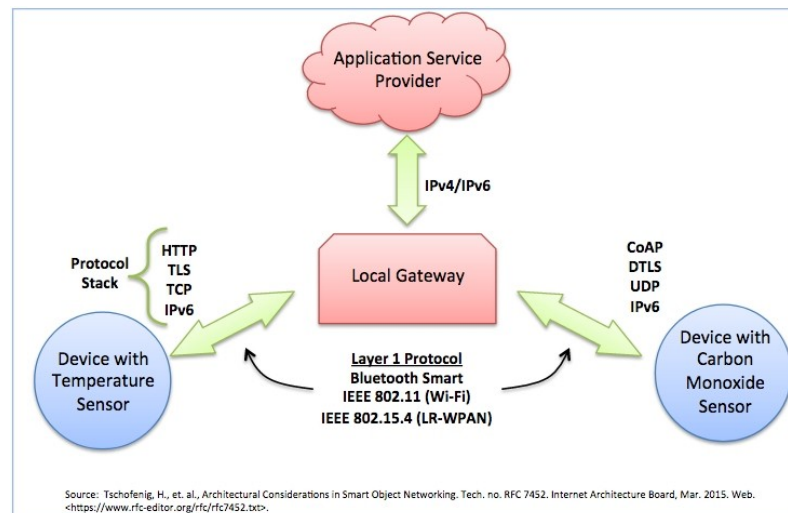 Application Service
Provider
IPv4/IPv6
Protocol
Stack
HTTP
TLS
TCP
IPv6
Local Gateway
CoAP
DTLS
UDP
IPv6
Device with
Temperature
Sensor
Layer 1 Protocol
Bluetooth Smart
IEEE 802.11 (Wi-Fi)
IEEE 802.15.4 (LR-WPAN)
Device with
Carbon
Monoxide
Sensor
Source: Tschofenig, H., et. al., Architectural Considerations in Smart Object Networking. Tech. no. RFC 7452. Internet Architecture Board, Mar. 2015. Web.
<https://www.rfc-editor.org/rfc/rfc7452.txt>.